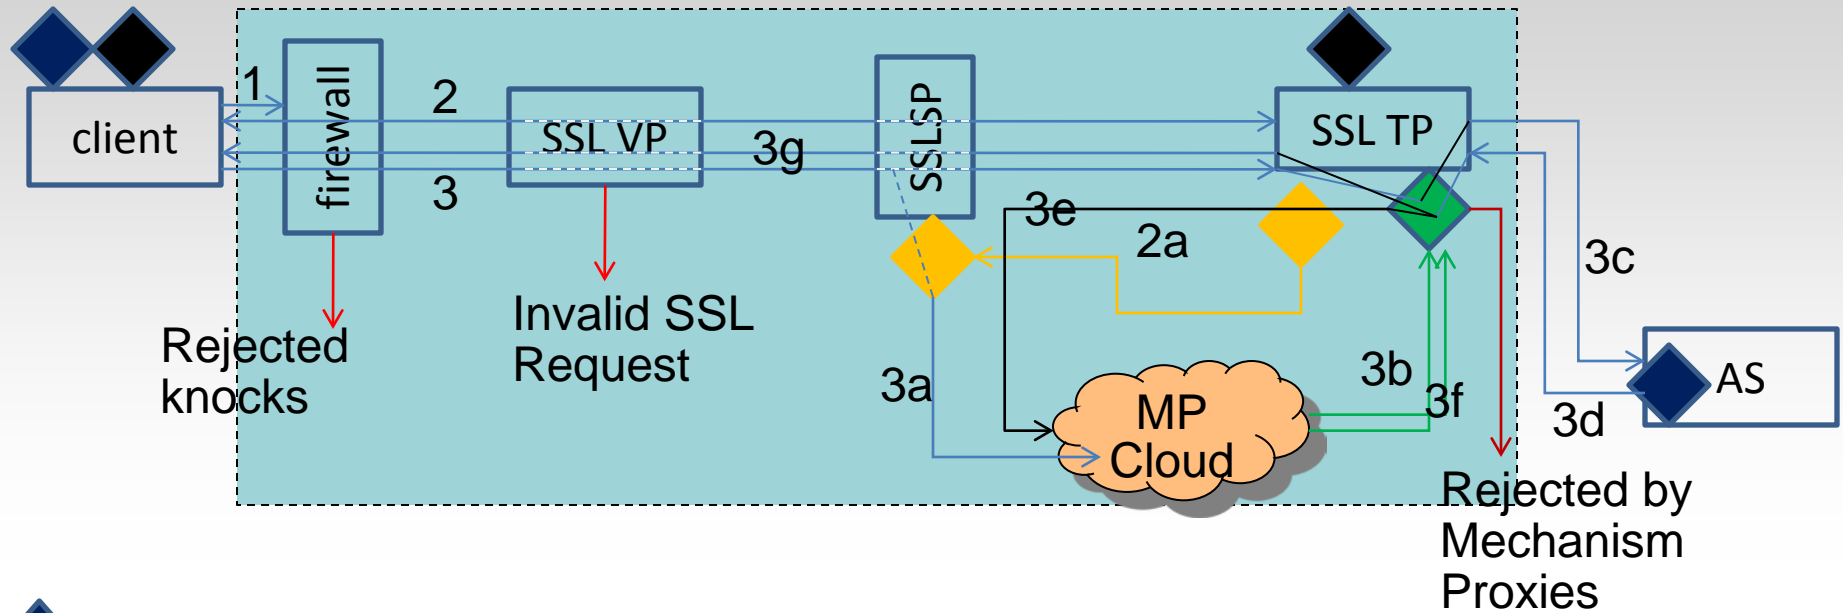 1
2
client
firewall
SSL VP
3g
SSLSP
SSL TP
3
3e
2a
3c
Rejected
knocks
Invalid SSL
Request
3a
MP
Cloud
3b
3f
AS
3d
Rejected by
Mechanism
Proxies